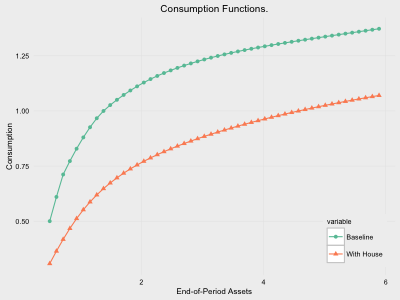 Consumption Functions.
1.25
1.00
0.75
0.50
Consumption
2
4
6
End-of-Period Assets
variable
Baseline
With House